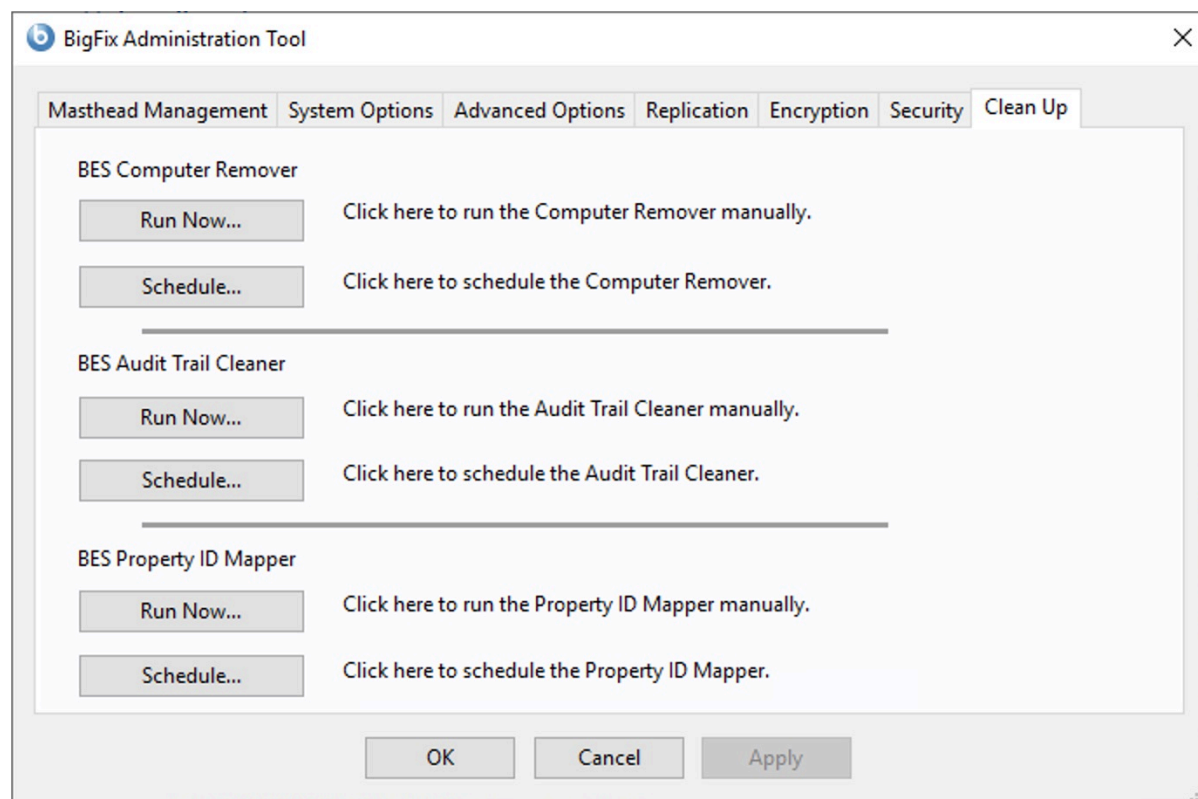 BigFix Administration Tool
Masthead Management System Options Advanced Options Replication Encryption Security Clean Up
BES Computer Remover
Run Now... Click here to run the Computer Remover manually.
Schedule... Click here to schedule the Computer Remover.
BES Audit Trail Cleaner
Run Now... Click here to run the Audit Trail Cleaner manually.
Schedule... Click here to schedule the Audit Trail Cleaner.
BES Property ID Mapper
Run Now... Click here to run the Property ID Mapper manually.
Schedule... Click here to schedule the Property ID Mapper.
OK Cancel Apply